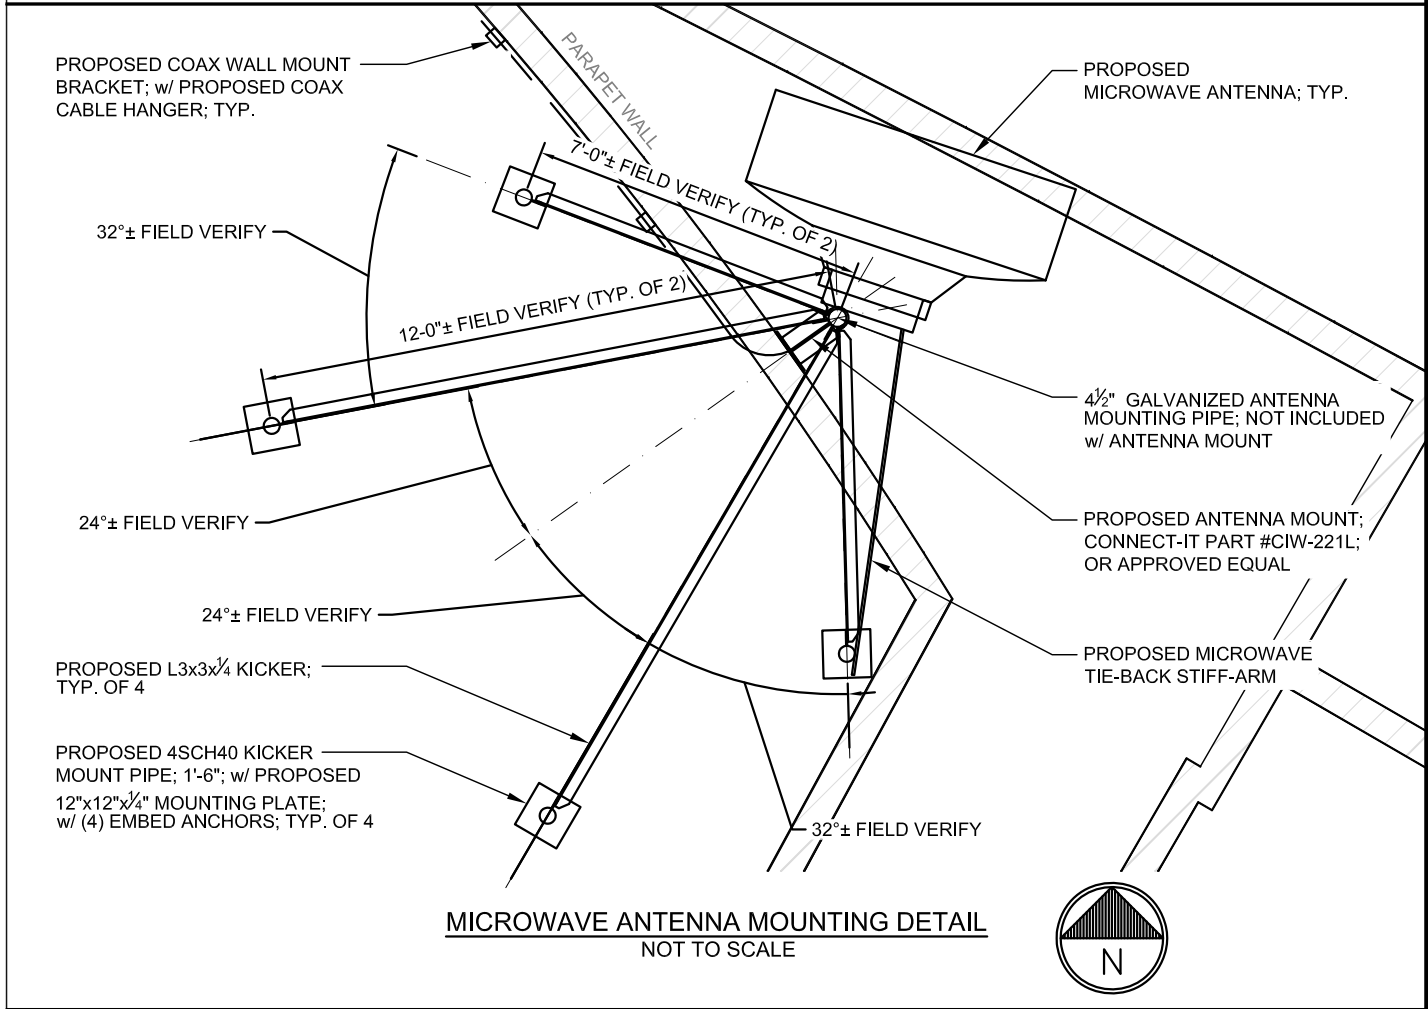 PROPOSED COAX WALL MOUNT
BRACKET; w/ PROPOSED COAX
CABLE HANGER; TYP.
PARAPET WALL
PROPOSED
MICROWAVE ANTENNA; TYP.
7'-0"± FIELD VERIFY (TYP. OF 2)
32°± FIELD VERIFY
12-0"± FIELD VERIFY (TYP. OF 2)
4½" GALVANIZED ANTENNA
MOUNTING PIPE; NOT INCLUDED
w/ ANTENNA MOUNT
24°± FIELD VERIFY
PROPOSED ANTENNA MOUNT;
CONNECT-IT PART #CIW-221L;
OR APPROVED EQUAL
24°± FIELD VERIFY
PROPOSED L3x3x¼ KICKER;
TYP. OF 4
PROPOSED MICROWAVE
TIE-BACK STIFF-ARM
PROPOSED 4SCH40 KICKER
MOUNT PIPE; 1'-6"; w/ PROPOSED
12"x12"x¼" MOUNTING PLATE;
w/ (4) EMBED ANCHORS; TYP. OF 4
32°± FIELD VERIFY
MICROWAVE ANTENNA MOUNTING DETAIL
NOT TO SCALE
N